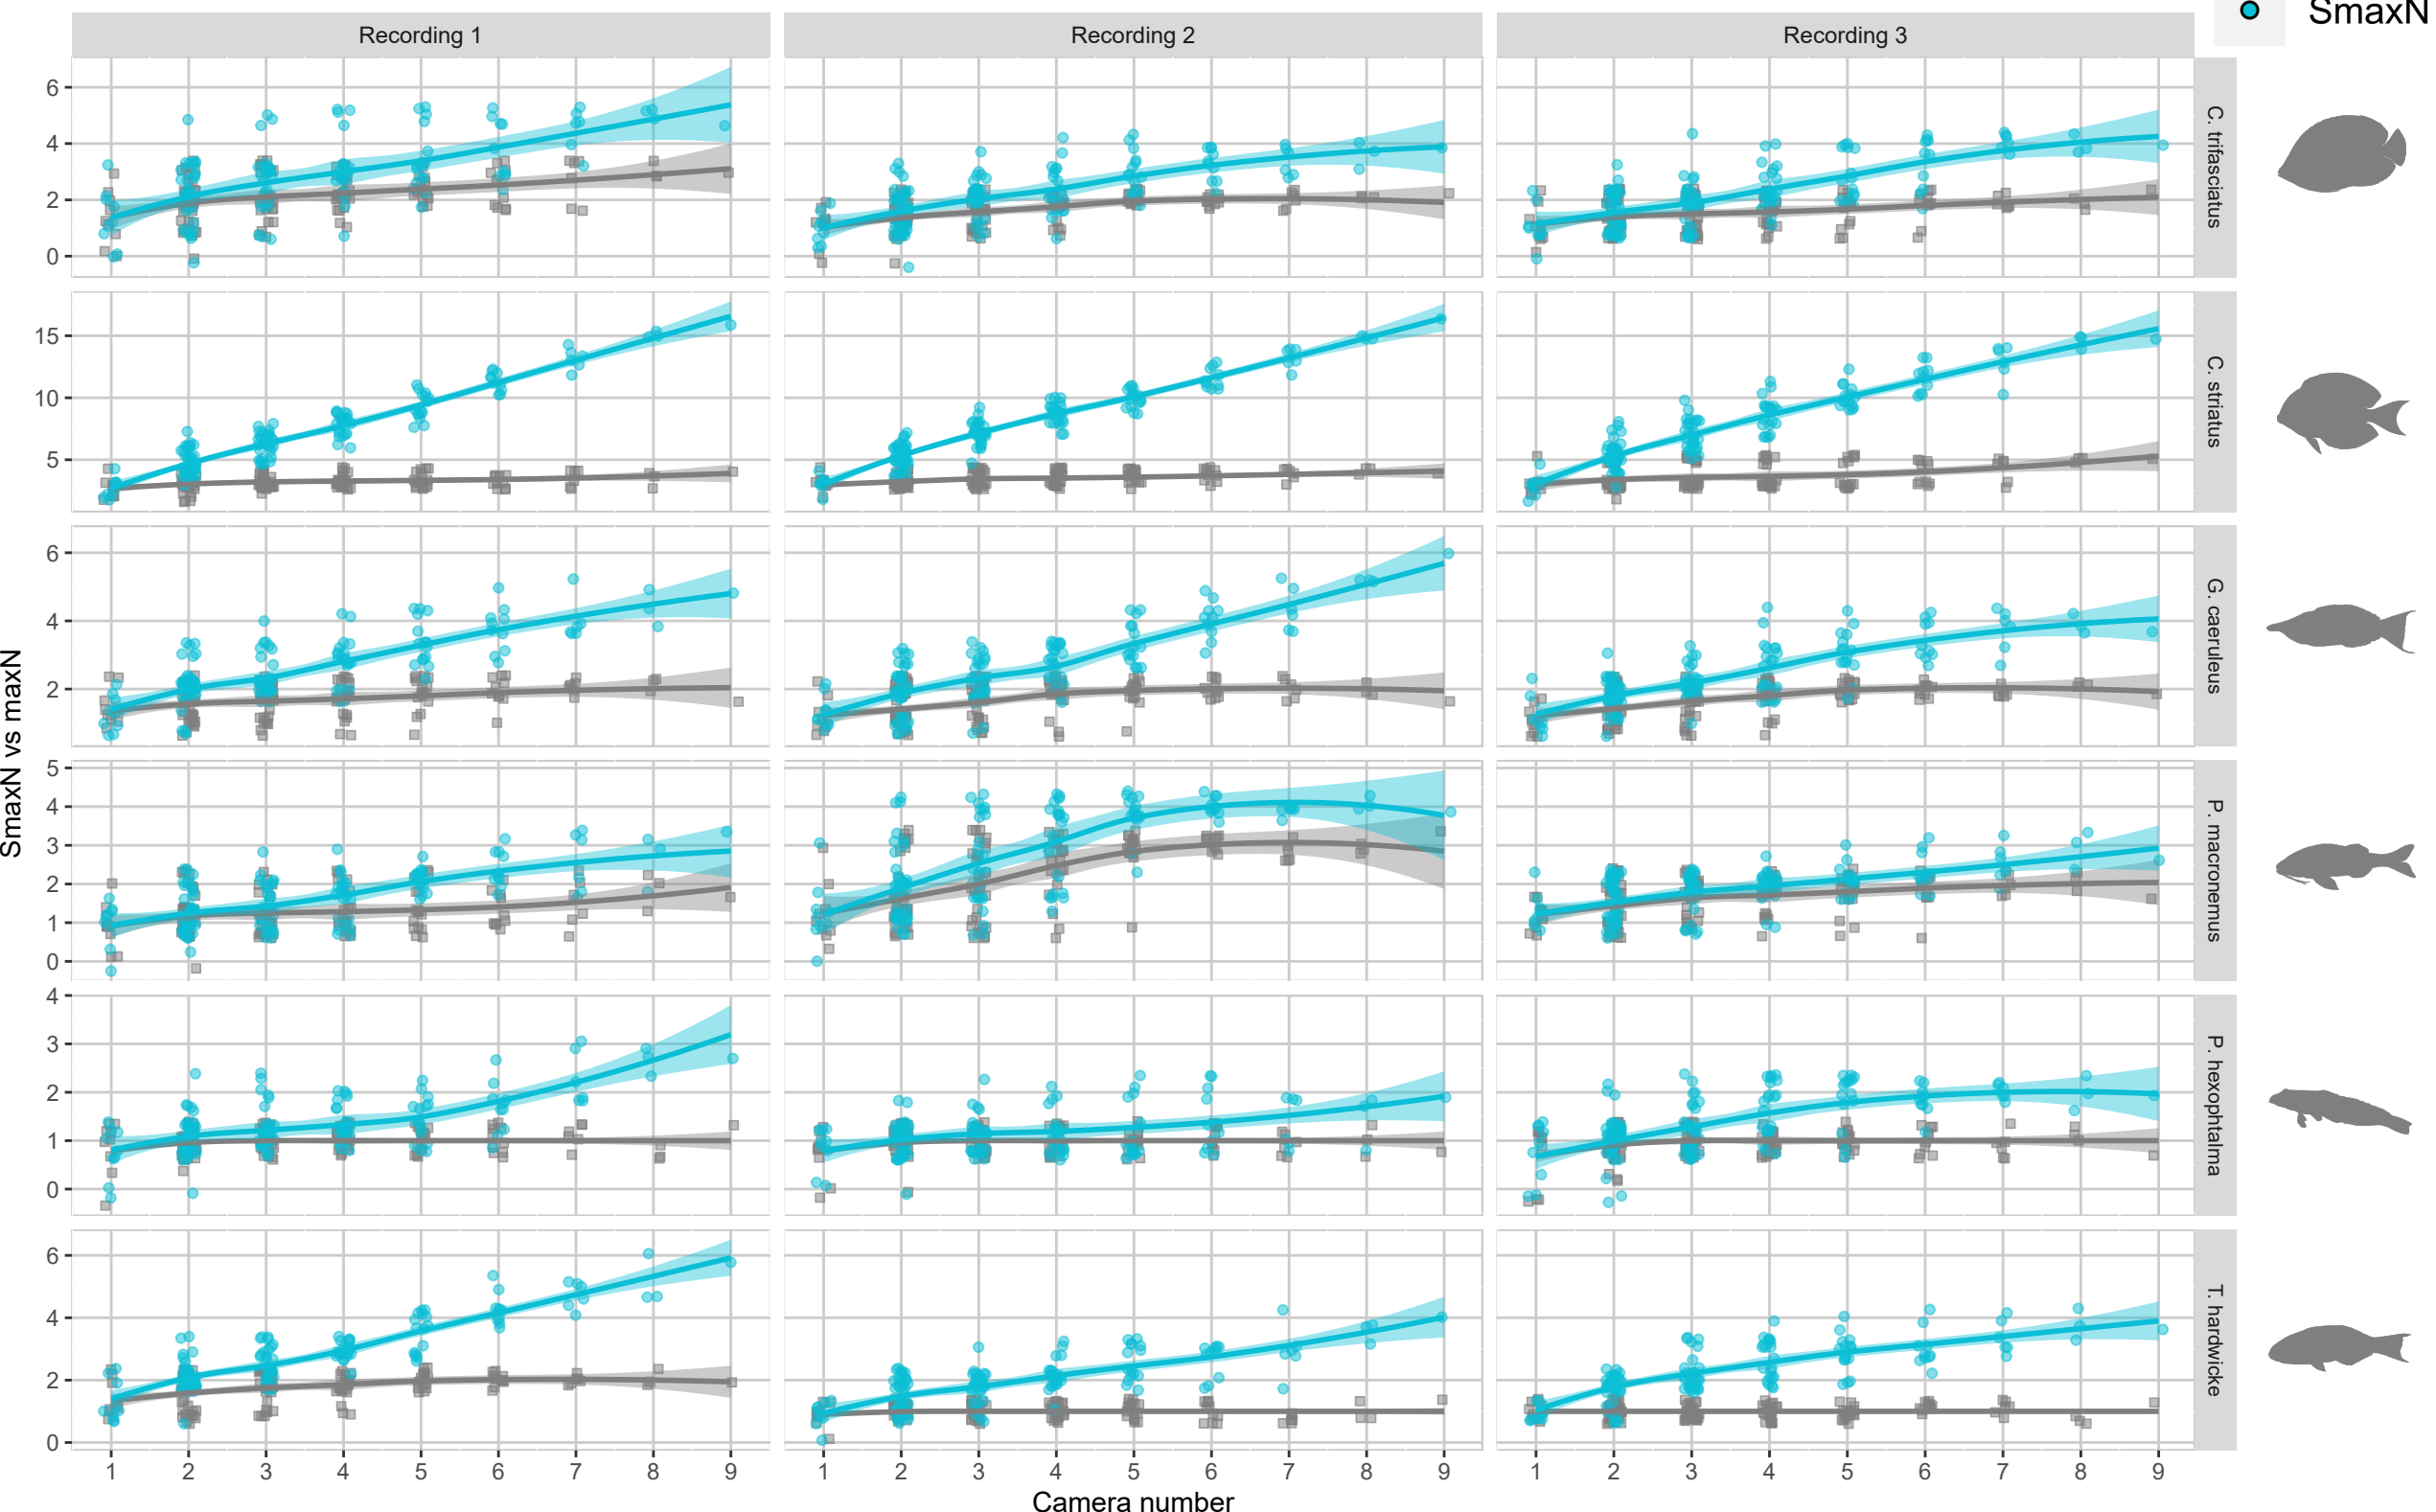 SmaxN
Recording 1
Recording 2
Recording 3
SmaxN vs maxN
6
4
2
0
C. trifasciatus
15
10
5
C. striatus
6
4
2
G. caeruleus
5
4
3
2
1
0
P. macronemus
4
3
2
1
0
P. hexophtalma
6
4
2
0
T. hardwicke
1 2 3 4 5 6 7 8 9
1 2 3 4 5 6 7 8 9
1 2 3 4 5 6 7 8 9
Camera number